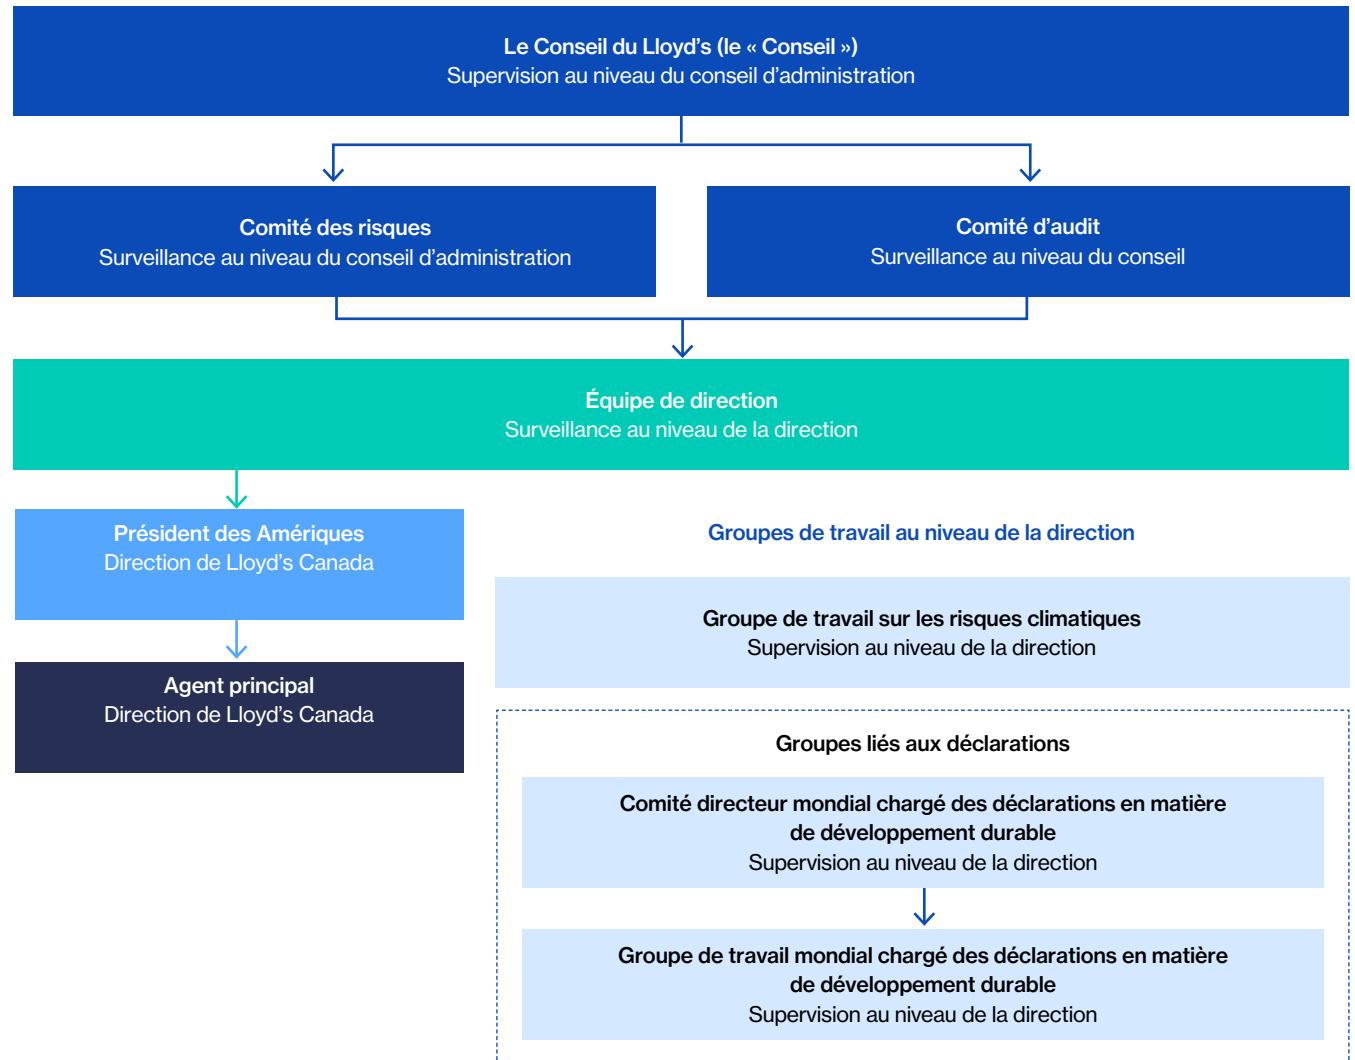 Le Conseil du Lloyd’s (le « Conseil »)
Supervision au niveau du conseil d’administration
Comité des risques
Surveillance au niveau du conseil d’administration
Comité d’audit
Surveillance au niveau du conseil
Équipe de direction
Surveillance au niveau de la direction
Président des Amériques
Direction de Lloyd’s Canada
Agent principal
Direction de Lloyd’s Canada
Groupes de travail au niveau de la direction
Groupe de travail sur les risques climatiques
Supervision au niveau de la direction
Groupes liés aux déclarations
Comité directeur mondial chargé des déclarations en matière
de développement durable
Supervision au niveau de la direction
Groupe de travail mondial chargé des déclarations en matière
de développement durable
Supervision au niveau de la direction